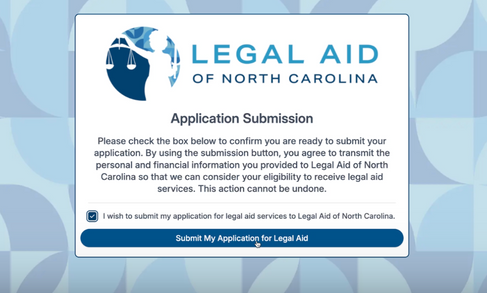 LEGAL AID
OF NORTH CAROLINA
Application Submission
Please check the box below to confirm you are ready to submit your
application. By using the submission button, you agree to transmit the
personal and financial information you provided to Legal Aid of North
Carolina so that we can consider your eligibility to receive legal aid
services. This action cannot be undone.
I wish to submit my application for legal aid services to Legal Aid of North Carolina.
Submit My Application for Legal Aid